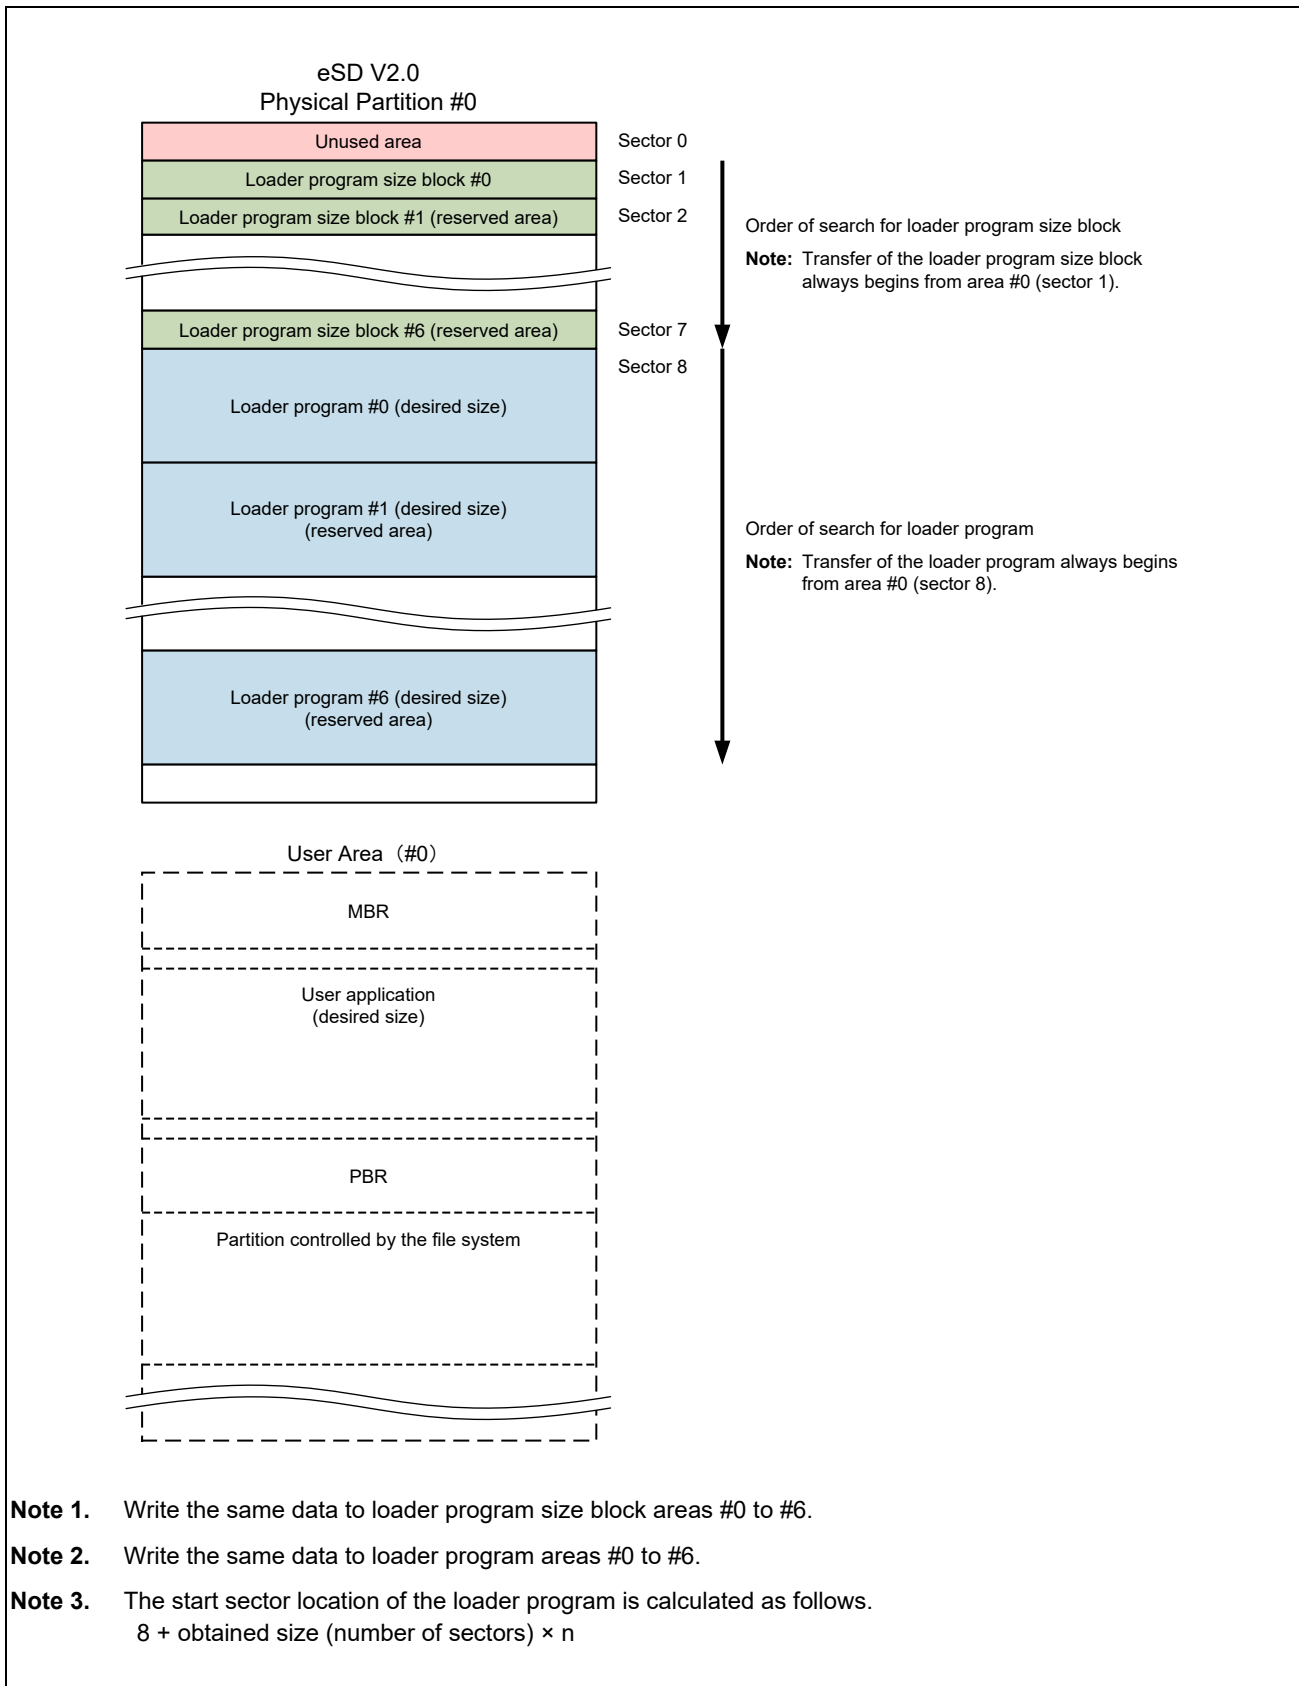 eSD V2.0
Physical Partition #0
Unused area
Sector 0
Loader program size block #0
Sector 1
Loader program size block #1 (reserved area)
Sector 2
Order of search for loader program size block
Note: Transfer of the loader program size block
always begins from area #0 (sector 1).
Loader program size block #6 (reserved area)
Sector 7
Sector 8
Loader program #0 (desired size)
Loader program #1 (desired size)
(reserved area)
Order of search for loader program
Note: Transfer of the loader program always begins
from area #0 (sector 8).
Loader program #6 (desired size)
(reserved area)
User Area（#0）
MBR
User application
(desired size)
PBR
Partition controlled by the file system
Note 1. Write the same data to loader program size block areas #0 to #6.
Note 2. Write the same data to loader program areas #0 to #6.
Note 3. The start sector location of the loader program is calculated as follows.
8 + obtained size (number of sectors) × n